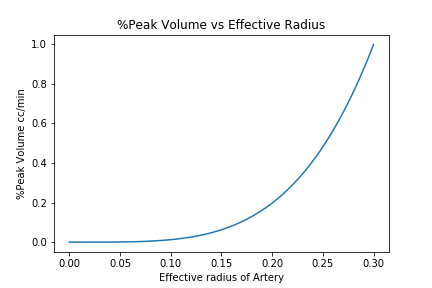 %Peak Volume vs Effective Radius
1.0
0.8
0.6
0.4
0.2
0.0
%Peak Volume cc/min
0.00 0.05 0.10 0.15 0.20 0.25 0.30
Effective radius of Artery